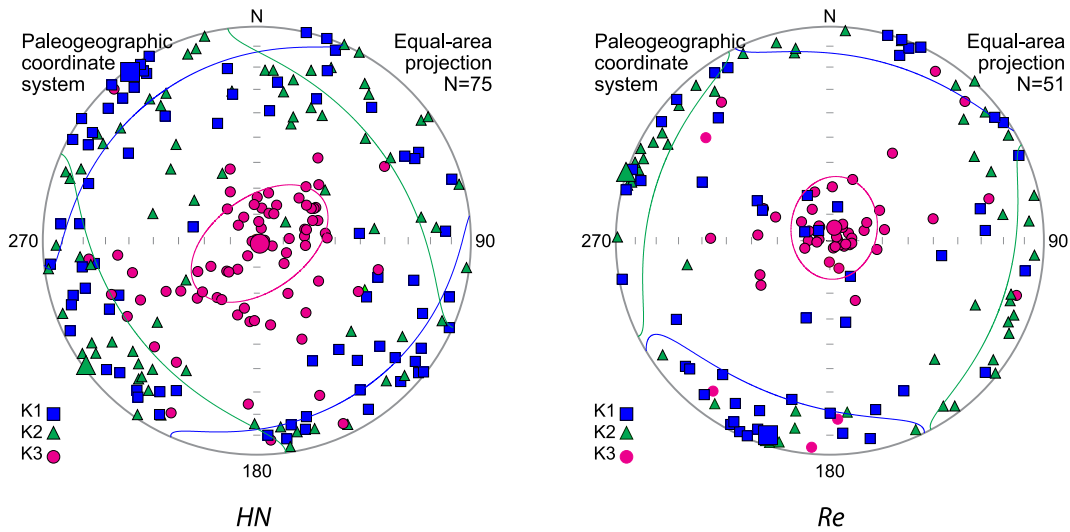 N
Paleogeographic
coordinate
system
Equal-area
projection
N=75
270
90
K1
K2
K3
180
HN
N
Paleogeographic
coordinate
system
Equal-area
projection
N=51
270
90
K1
K2
K3
180
Re